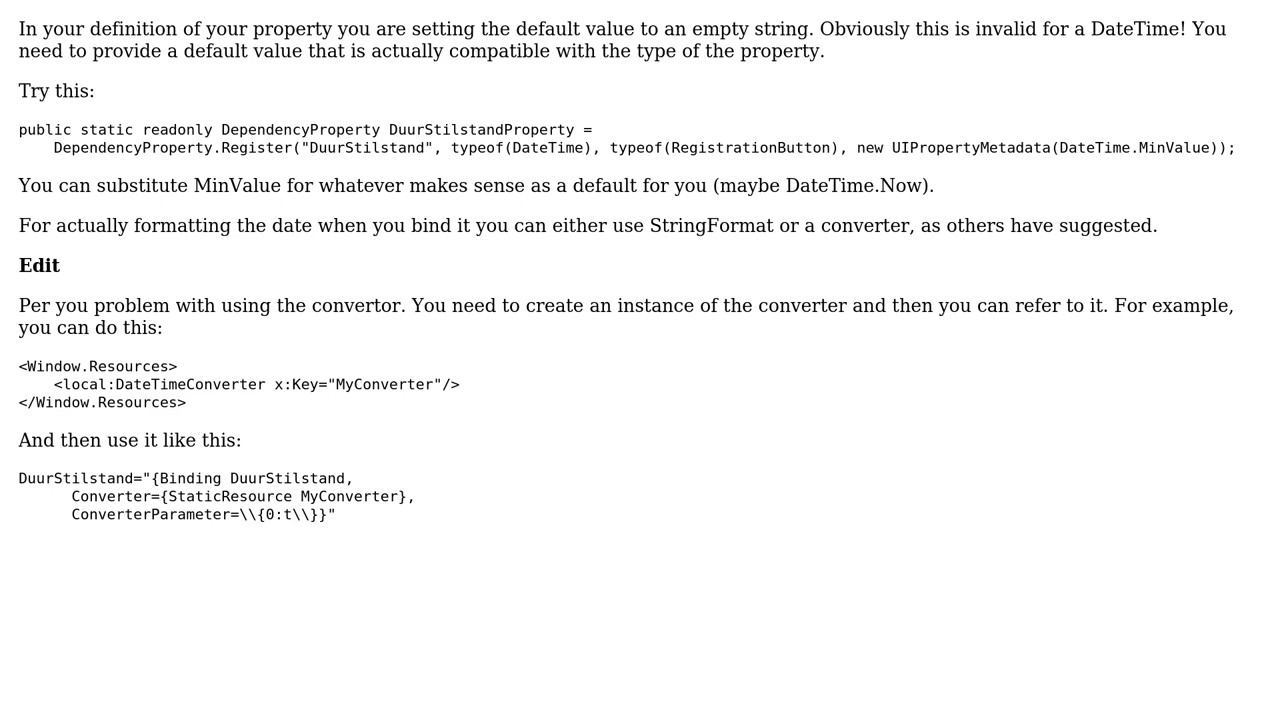 In your definition of your property you are setting the default value to an empty string. Obviously this is invalid for a DateTime! You
need to provide a default value that is actually compatible with the type of the property.
Try this:
public static readonly DependencyProperty DuurStilstandProperty =
    DependencyProperty.Register("DuurStilstand", typeof(DateTime), typeof(RegistrationButton), new UIPropertyMetadata(DateTime.MinValue));
You can substitute MinValue for whatever makes sense as a default for you (maybe DateTime.Now).
For actually formatting the date when you bind it you can either use StringFormat or a converter, as others have suggested.
Edit
Per you problem with using the convertor. You need to create an instance of the converter and then you can refer to it. For example,
you can do this:
<Window.Resources>
    <local:DateTimeConverter x:Key="MyConverter"/>
</Window.Resources>
And then use it like this:
DuurStilstand="{Binding DuurStilstand,
      Converter={StaticResource MyConverter},
      ConverterParameter=\\{0:t\\}}"